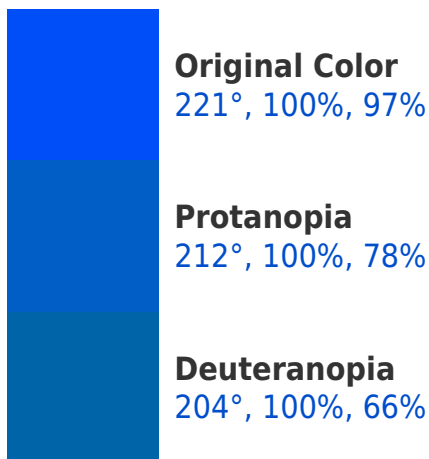 Original Color
221°, 100%, 97%
Protanopia
212°, 100%, 78%
Deuteranopia
204°, 100%, 66%